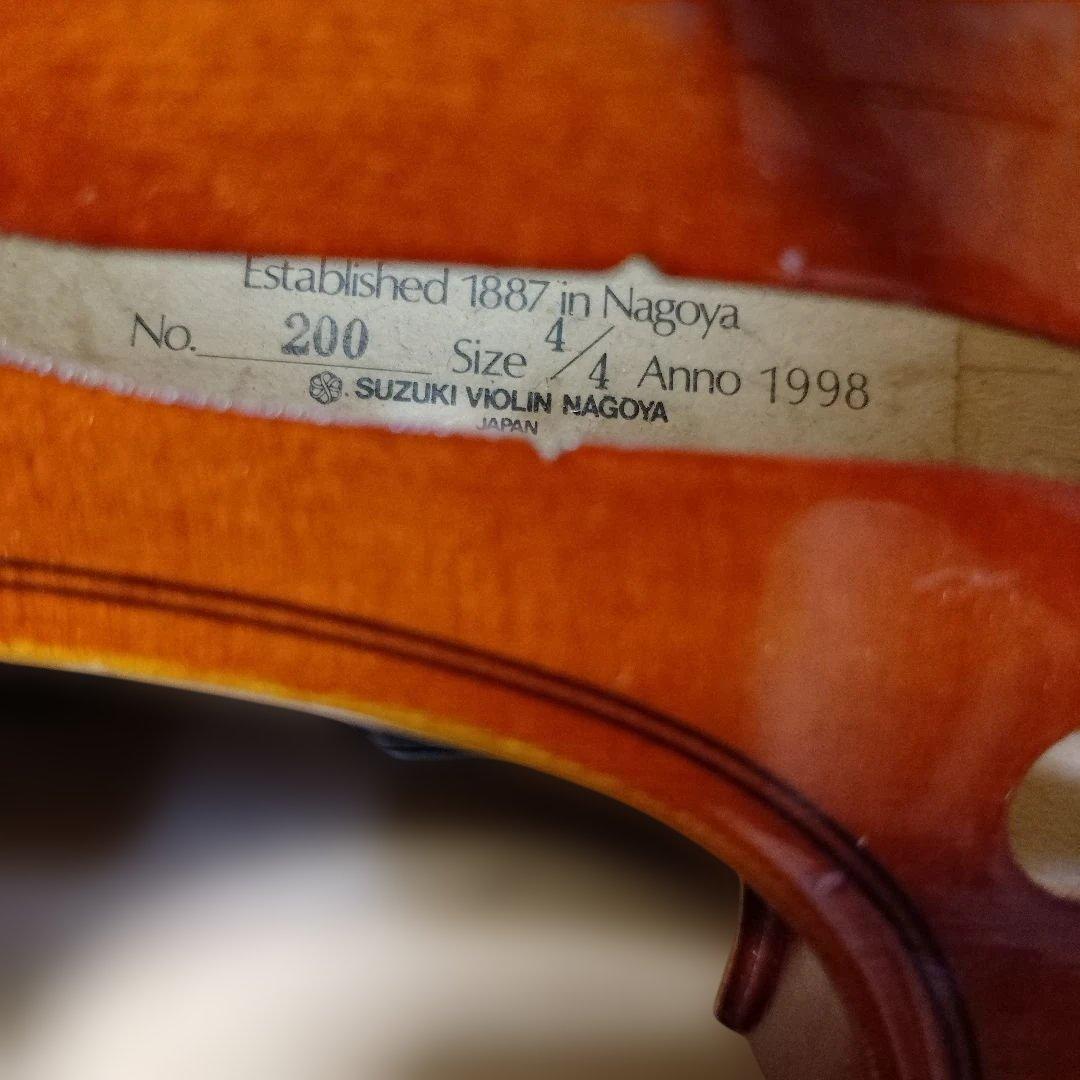 Established 1887 in Nagoya
No. 200 Size 4/4 Anno 1998
SUZUKI VIOLIN NAGOYA
JAPAN